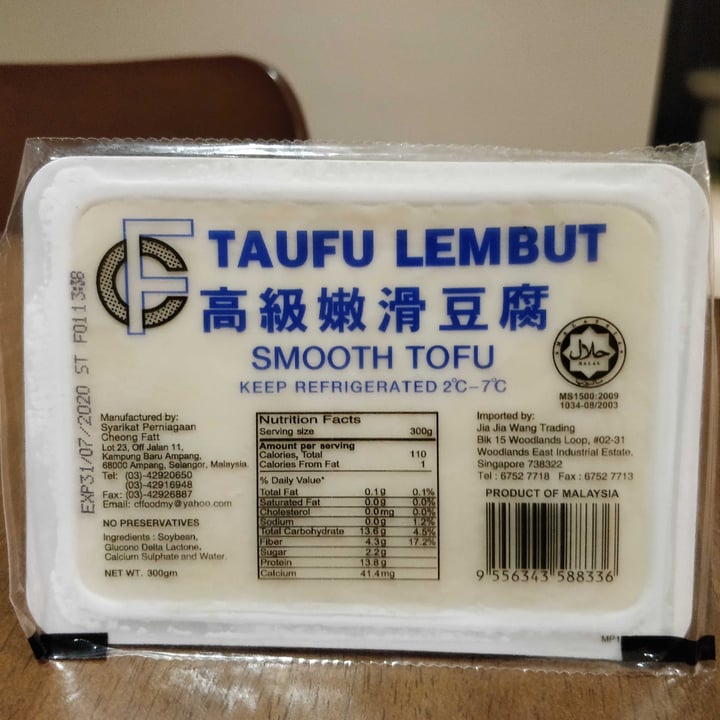 CF
TAUFU LEMBUT
高級嫩滑豆腐
SMOOTH TOFU
KEEP REFRIGERATED 2℃-7℃
حلال
HALAL
MS1500:2009
1034-08/2003
EXP31/07/2020 ST F0113
Manufactured by:
Syarikat Perniagaan
Cheong Fatt
Lot 23, Off Jalan 11,
Kampung Baru Ampang,
68000 Ampang, Selangor, Malaysia.
Tel: (03)-42920650
(03)-42916948
Fax: (03)-42926887
Email: cffoodmy@yahoo.com
NO PRESERVATIVES
Ingredients : Soybean,
Glucono Delta Lactone,
Calcium Sulphate and Water.
NET WT. 300gm
Nutrition Facts
Serving size 300g
Amount per serving
Calories, Total 110
Calories From Fat 1
% Daily Value*
Total Fat 0.1g 0.1%
Saturated Fat 0.0g 0.0%
Cholesterol 0.0mg 0.0%
Sodium 0.0g 1.2%
Total Carbohydrate 13.6g 4.5%
Fiber 4.3g 17.2%
Sugar 2.2g
Protein 13.8g
Calcium 41.4mg
Imported by:
Jia Jia Wang Trading
Blk 15 Woodlands Loop, #02-31
Woodlands East Industrial Estate,
Singapore 738322
Tel : 6752 7718 Fax : 6752 7713
PRODUCT OF MALAYSIA
9 556343 588336